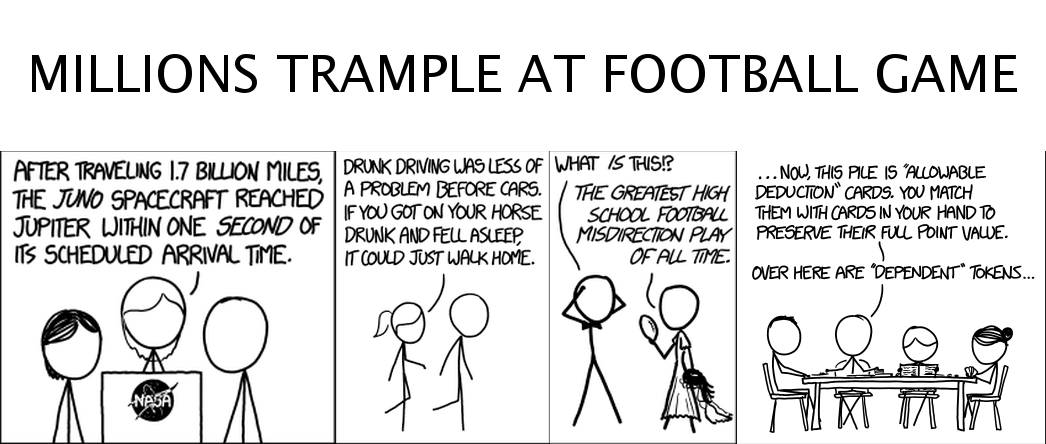 MILLIONS TRAMPLE AT FOOTBALL GAME
AFTER TRAVELING 1.7 BILLION MILES,
THE JUNO SPACECRAFT REACHED
JUPITER WITHIN ONE SECOND OF
ITS SCHEDULED ARRIVAL TIME.
NASA
DRUNK DRIVING WAS LESS OF
A PROBLEM BEFORE CARS.
IF YOU GOT ON YOUR HORSE
DRUNK AND FELL ASLEEP,
IT COULD JUST WALK HOME.
WHAT IS THIS!?
THE GREATEST HIGH
SCHOOL FOOTBALL
MISDIRECTION PLAY
OF ALL TIME.
...NOW, THIS PILE IS "ALLOWABLE
DEDUCTION" CARDS. YOU MATCH
THEM WITH CARDS IN YOUR HAND TO
PRESERVE THEIR FULL POINT VALUE.
OVER HERE ARE "DEPENDENT" TOKENS...